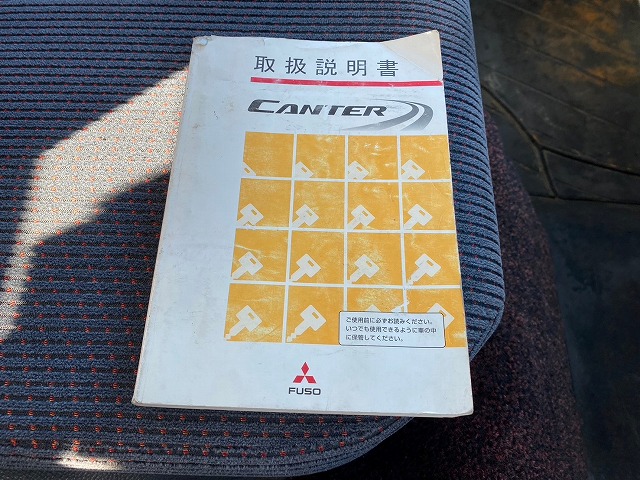 取扱説明書
CANTER
ご使用前に必ずお読みください。
いつでも使用できるように車の中
に保管してください。
FUSO